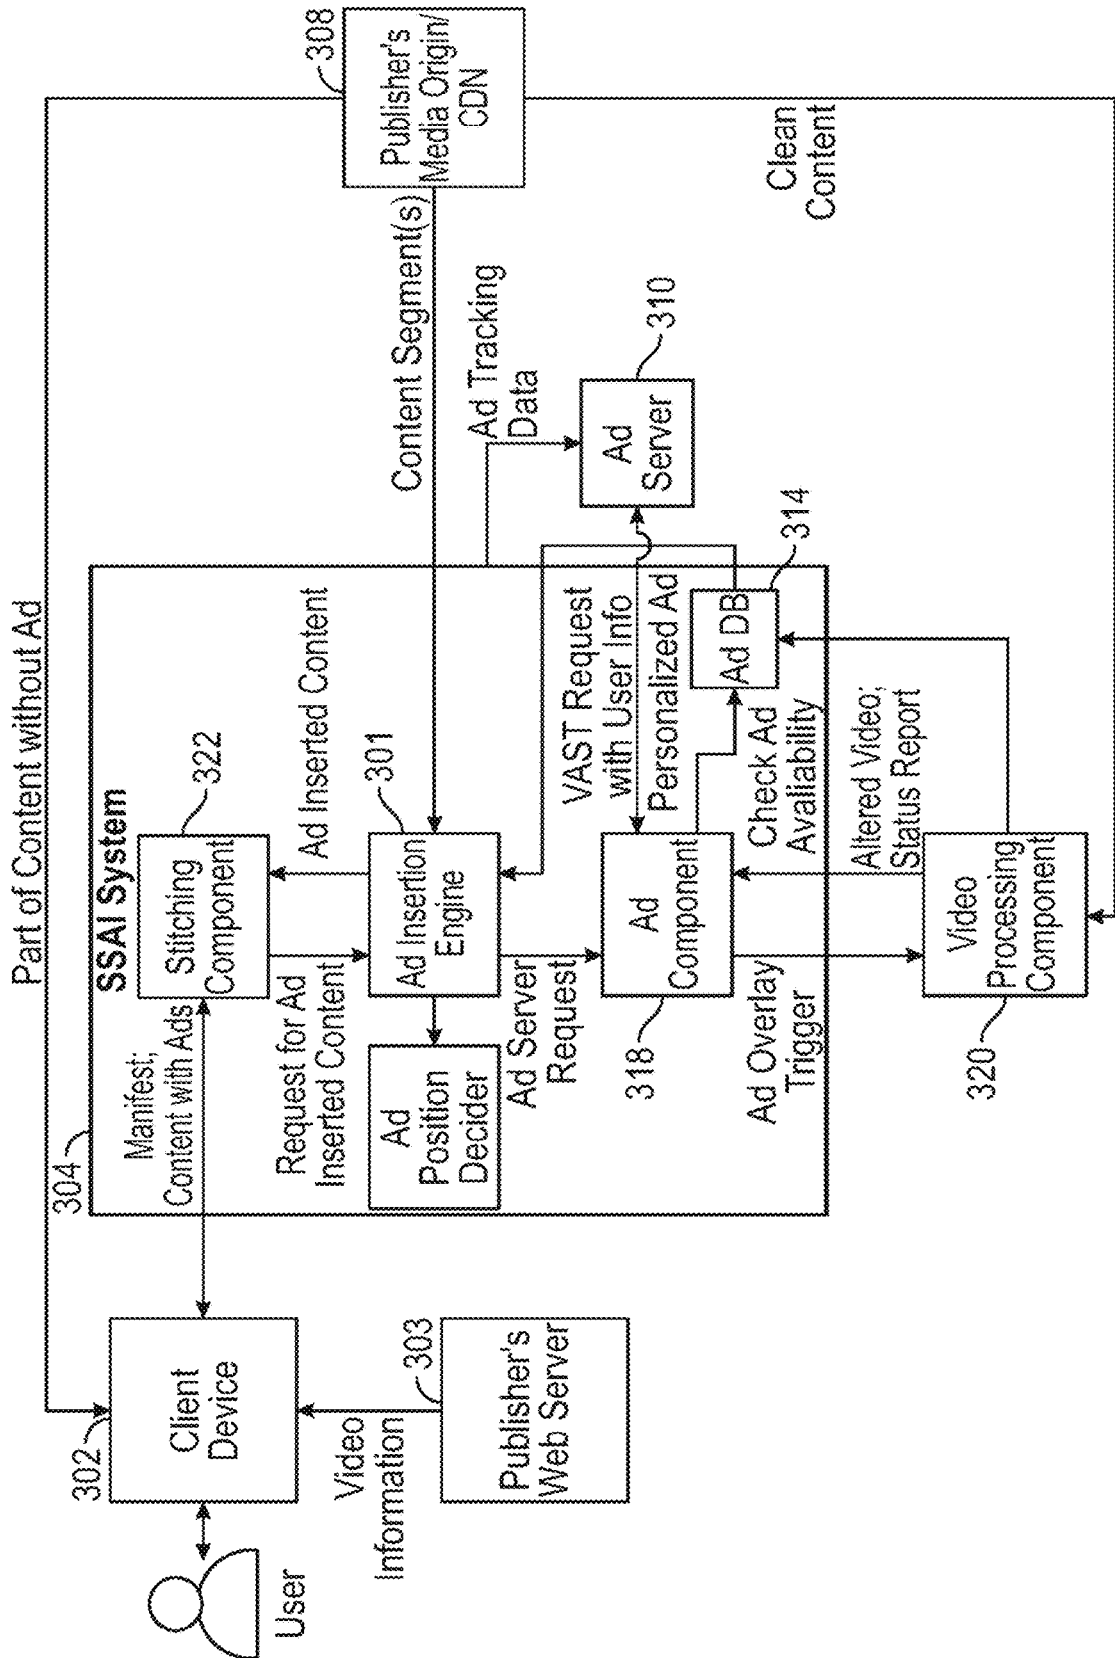 Part of Content without Ad
308
Publisher's
Media Origin/
CDN
304
SSAI System
322
Stitching
Component
Manifest;
Content with Ads
Request for Ad
Inserted Content
Ad Inserted Content
Content Segment(s)
302
Client
Device
User
Video
Information
303
Publisher's
Web Server
301
Ad Insertion
Engine
Ad
Position
Decider
Ad Server
Request
Ad Tracking
Data
310
Ad
Server
VAST Request
with User Info
Personalized Ad
318
Ad
Component
314
Ad DB
Check Ad
Availability
Ad Overlay
Trigger
Altered Video;
Status Report
320
Video
Processing
Component
Clean
Content